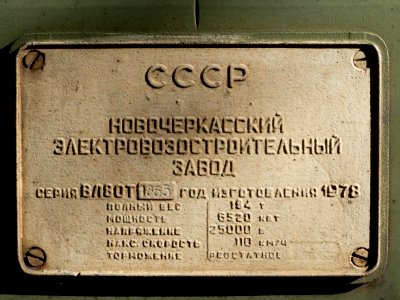 СССР
НОВОЧЕРКАССКИЙ
ЭЛЕКТРОВОЗОСТРОИТЕЛЬНЫЙ
ЗАВОД
СЕРИЯ ВЛ80Т 1865 ГОД ИЗГОТОВЛЕНИЯ 1978
ПОЛНЫЙ ВЕС 184 Т
МОЩНОСТЬ 6520 КВТ
НАПРЯЖЕНИЕ 25000 В
МАКС. СКОРОСТЬ 110 КМ/Ч
ТОРМОЖЕНИЕ РЕОСТАТНОЕ